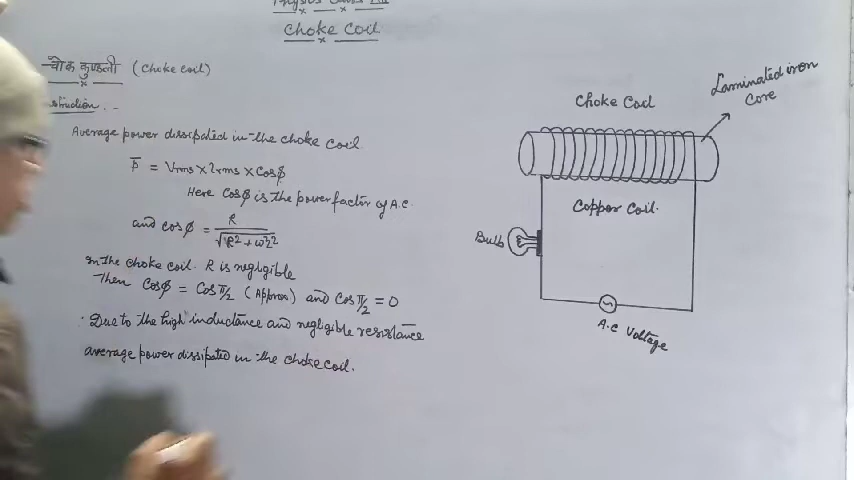 Choke Coil
चोक कुण्डली (Choke coil)
Average power dissipated in the choke coil
P̅ = Vrms × Irms × Cosφ
Here Cosφ is the power factor of A.C.
and cosφ = R / √R² + ω²L²
In the choke coil. R is negligible
Then Cosφ = Cos π/2 (Approx) and Cos π/2 = 0
. Due to the high inductance and negligible resistance
average power dissipated in the choke coil.
Choke Coil
Laminated iron
core
Copper Coil.
Bulb
A.C Voltage